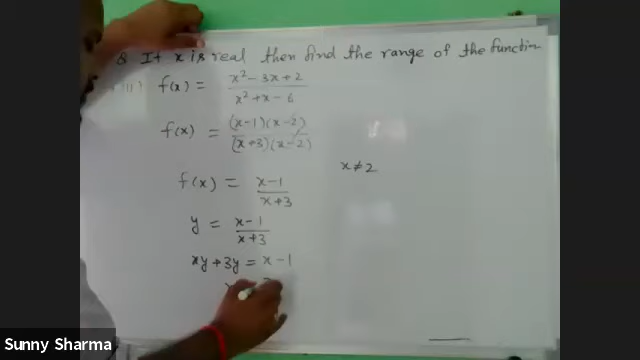 Q If x is real then find the range of the function
(iii) f(x) = x² - 3x + 2 / x² + x - 6
f(x) = (x-1)(x-2) / (x+3)(x-2)
x ≠ 2
f(x) = x-1 / x+3
y = x-1 / x+3
xy + 3y = x - 1
Sunny Sharma